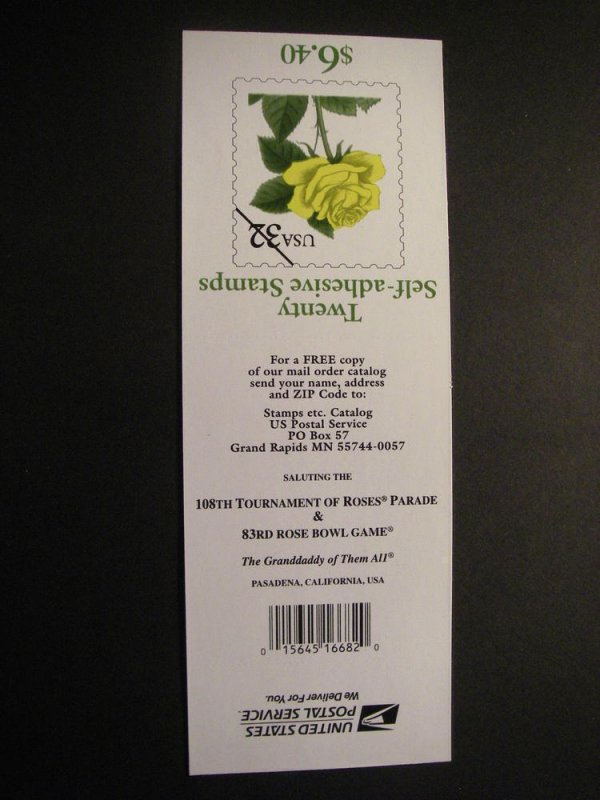 $6.40
USA 32
Twenty
Self-adhesive Stamps
For a FREE copy
of our mail order catalog
send your name, address
and ZIP Code to:
Stamps etc. Catalog
US Postal Service
PO Box 57
Grand Rapids MN 55744-0057
SALUTING THE
108TH TOURNAMENT OF ROSES® PARADE
&
83RD ROSE BOWL GAME®
The Granddaddy of Them All®
PASADENA, CALIFORNIA, USA
0 15645 16682 0
UNITED STATES
POSTAL SERVICE™
We Deliver For You.